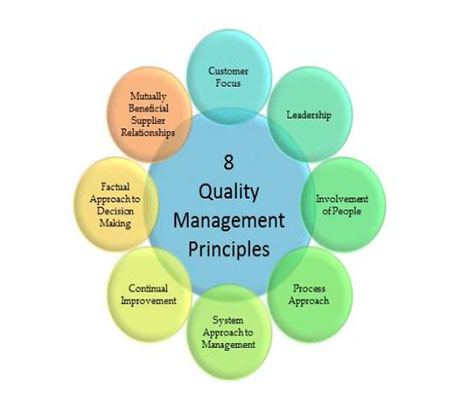 Customer
Focus
Leadership
Involvement
of People
Process
Approach
System
Approach to
Management
Continual
Improvement
Factual
Approach to
Decision
Making
Mutually
Beneficial
Supplier
Relationships
8
Quality
Management
Principles